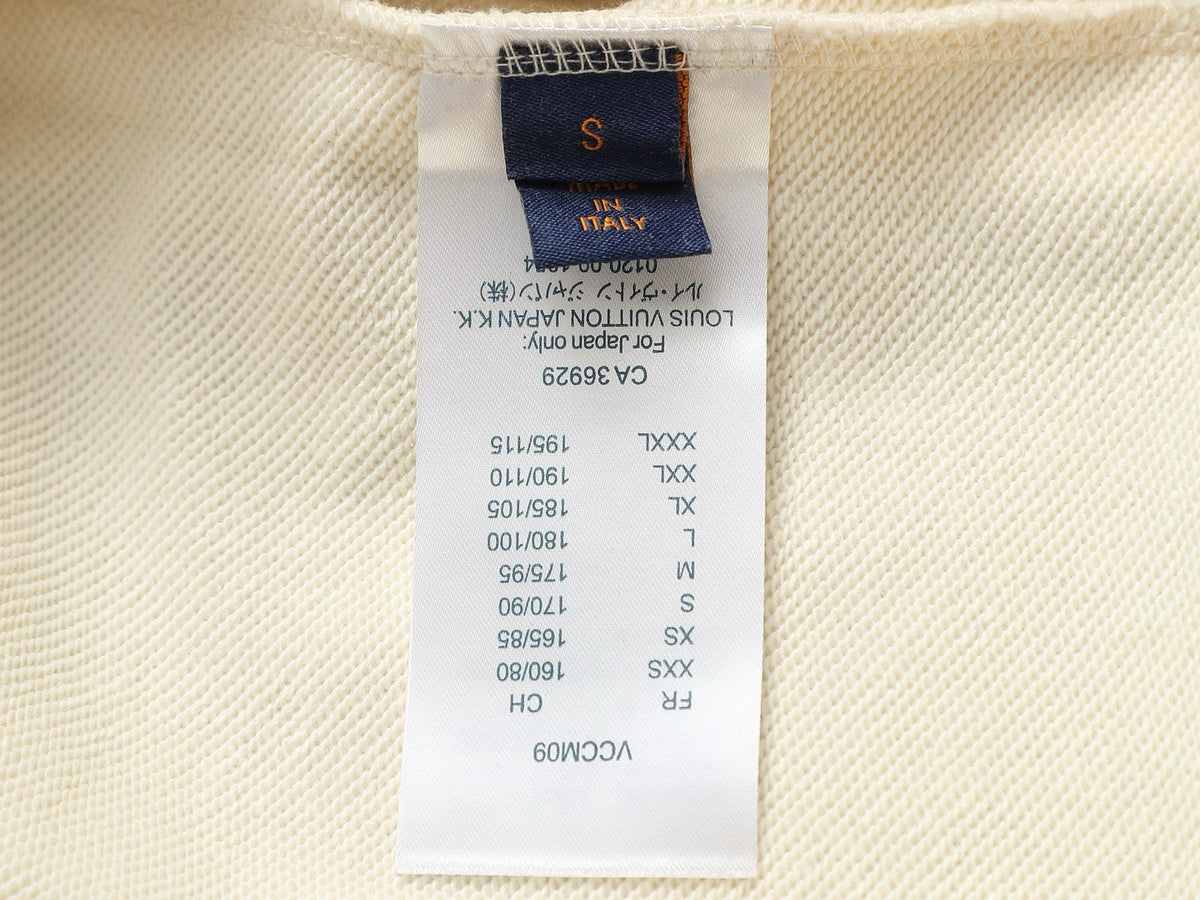 S
MADE
IN
ITALY
VCCM09
FR CH
XXS 160/80
XS 165/85
S 170/90
M 175/95
L 180/100
XL 185/105
XXL 190/110
XXXL 195/115
CA 36929
For Japan only:
LOUIS VUITTON JAPAN K.K.
ルイ・ヴィトン ジャパン(株)